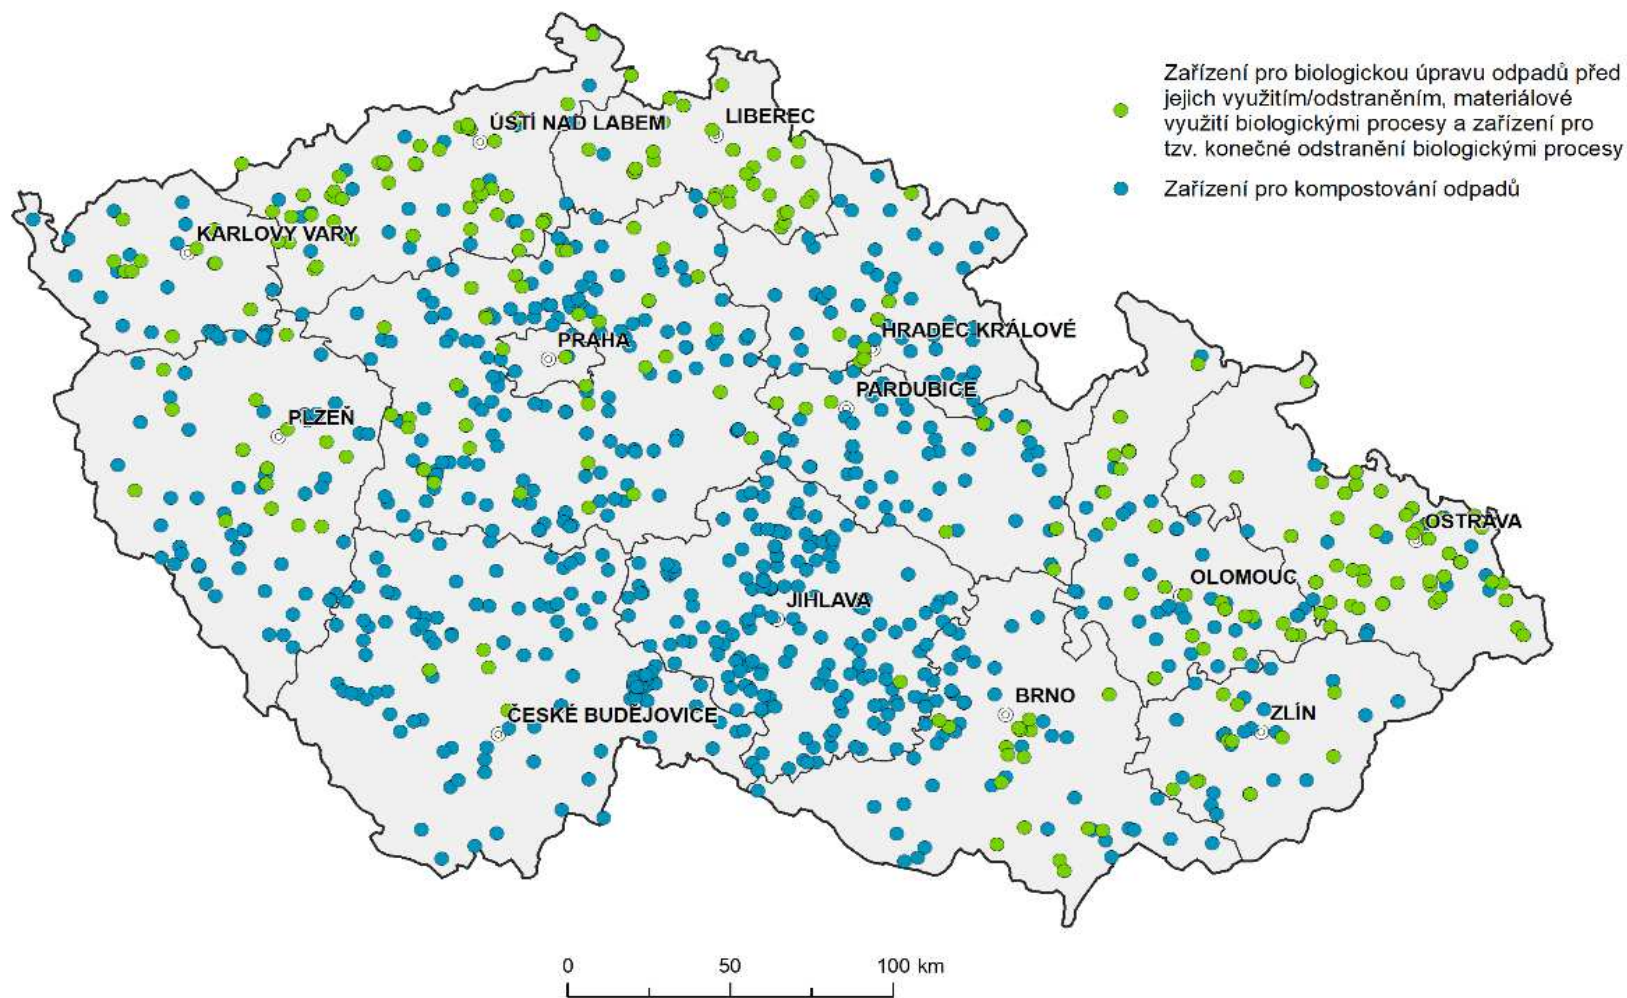 Zařízení pro biologickou úpravu odpadů před
jejich využitím/odstraněním, materiálové
využití biologickými procesy a zařízení pro
tzv. konečné odstranění biologickými procesy
Zařízení pro kompostování odpadů
LIBEREC
ÚSTÍ NAD LABEM
KARLOVY VARY
HRADEC KRÁLOVÉ
PRAHA
PARDUBICE
PLZEŇ
OSTRAVA
OLOMOUC
JIHLAVA
BRNO
ZLÍN
ČESKÉ BUDĚJOVICE
0 50 100 km